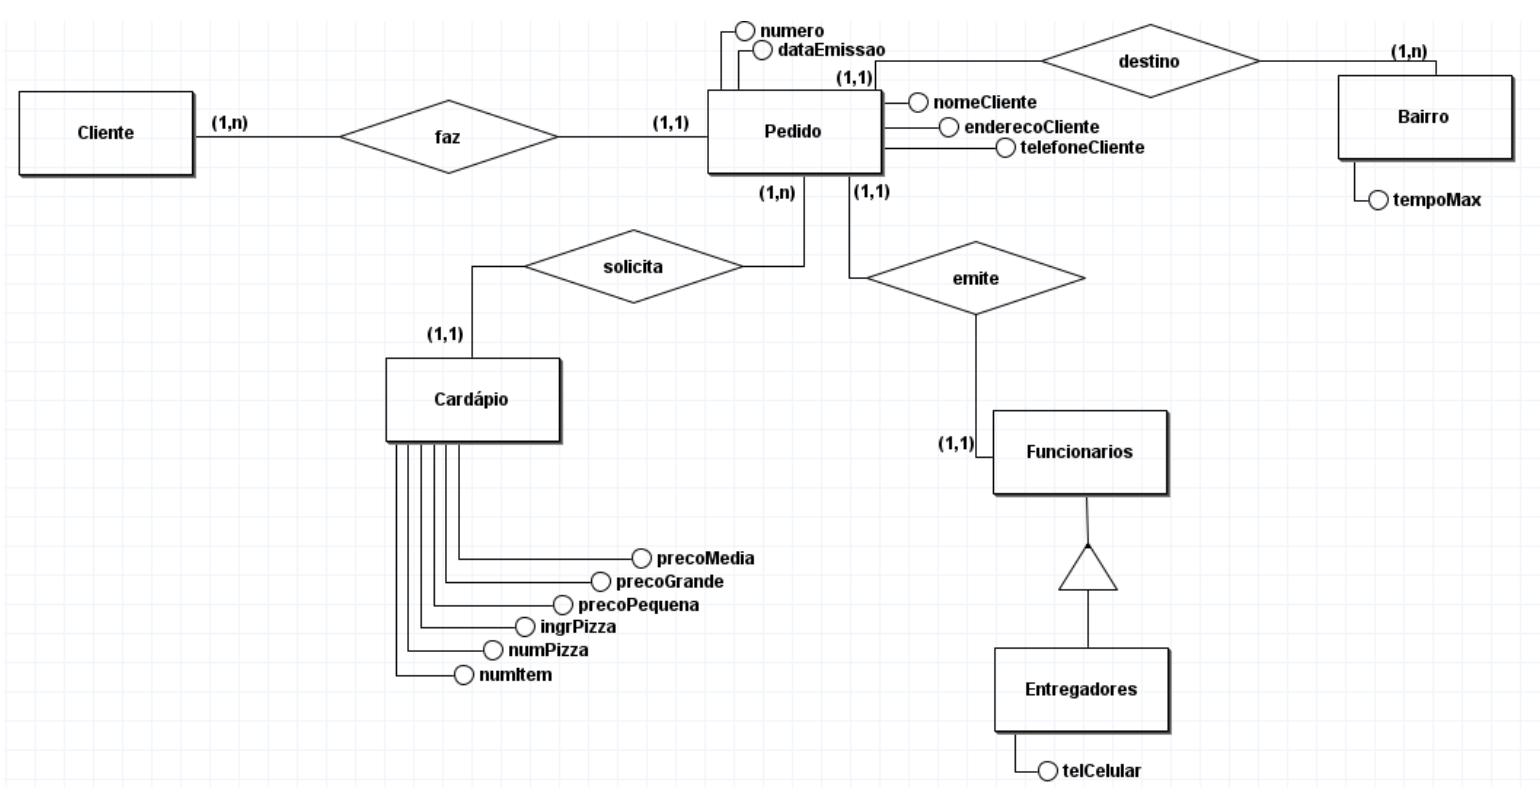 numero
dataEmissao
(1,1)
destino
(1,n)
Cliente
(1,n)
faz
(1,1)
Pedido
nomeCliente
enderecoCliente
telefoneCliente
Bairro
tempoMax
(1,n)
(1,1)
solicita
emite
(1,1)
Cardápio
(1,1)
Funcionarios
precoMedia
precoGrande
precoPequena
ingrPizza
numPizza
numItem
Entregadores
telCelular